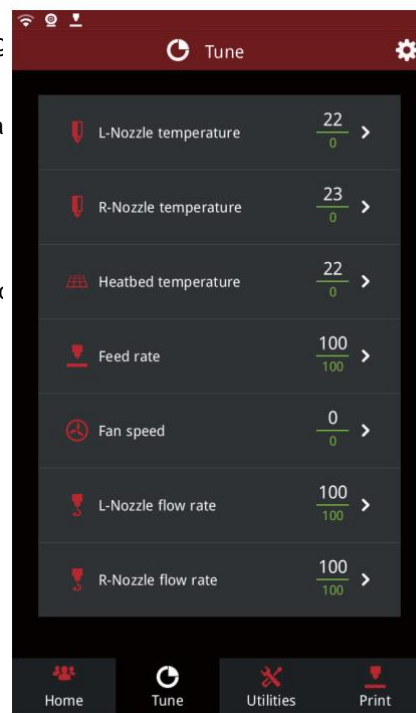 Tune
L-Nozzle temperature 22
0
R-Nozzle temperature 23
0
Heatbed temperature 22
0
Feed rate 100
100
Fan speed 0
0
L-Nozzle flow rate 100
100
R-Nozzle flow rate 100
100
Home Tune Utilities Print